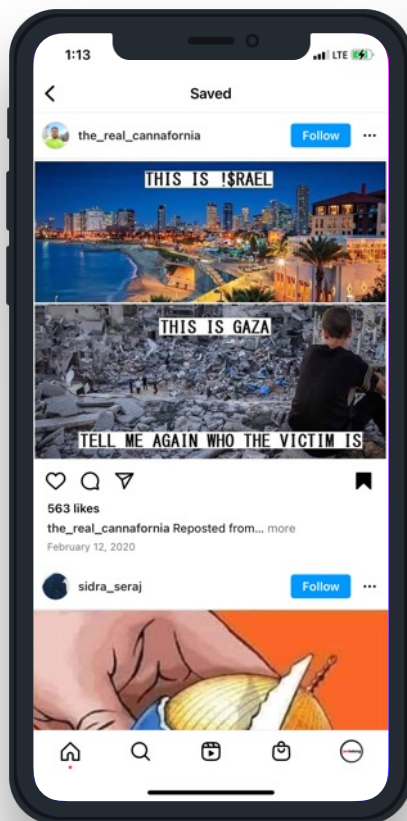 1:13
LTE
Saved
the_real_cannafornia
Follow
THIS IS !$RAEL
THIS IS GAZA
TELL ME AGAIN WHO THE VICTIM IS
563 likes
the_real_cannafornia Reposted from... more
February 12, 2020
sidra_seraj
Follow